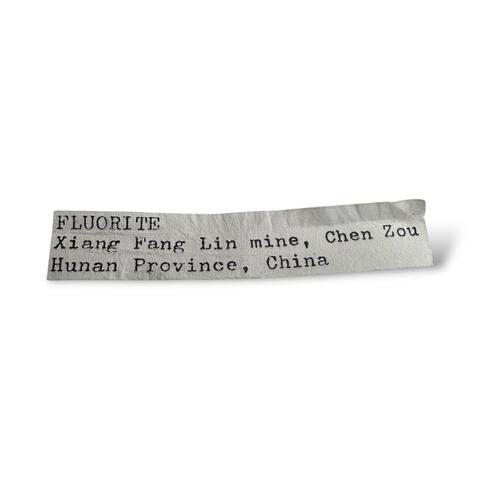 FLUORITE
Xiang Fang Lin mine, Chen Zou
Hunan Province, China